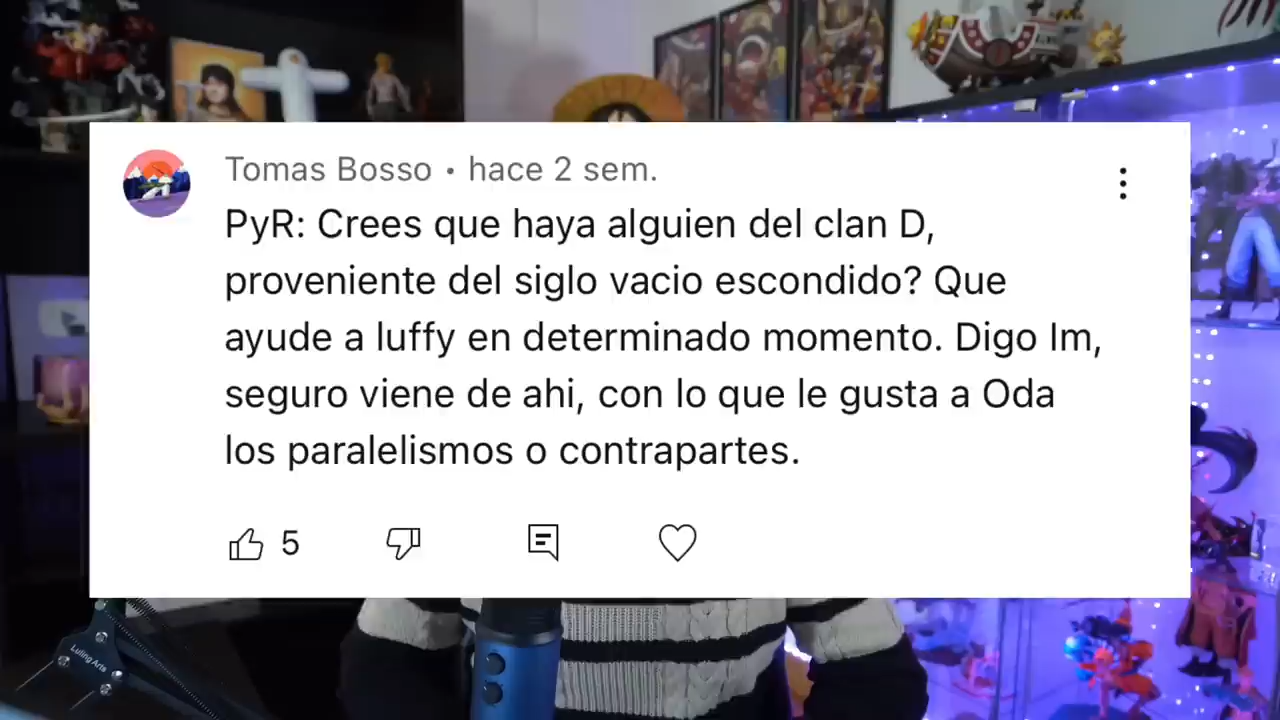 Tomas Bosso • hace 2 sem.
PyR: Crees que haya alguien del clan D,
proveniente del siglo vacio escondido? Que
ayude a luffy en determinado momento. Digo Im,
seguro viene de ahi, con lo que le gusta a Oda
los paralelismos o contrapartes.
5
Luling Arts